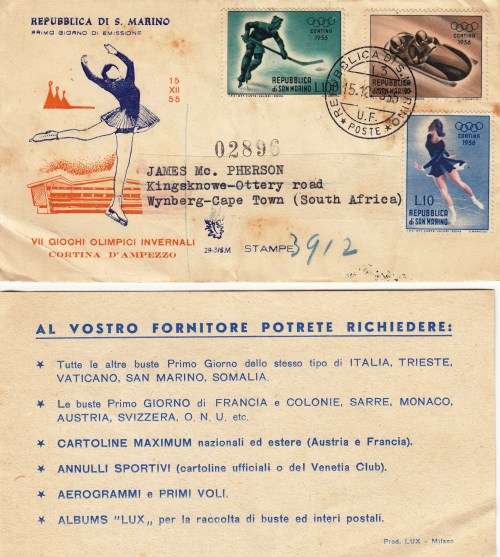 REPUBBLICA DI S. MARINO
PRIMO GIORNO DI EMISSIONE
15
XII
55
CORTINA
1956
L.10
REPUBBLICA
di SAN MARINO
CORTINA
1956
REPUBBLICA
di SAN MARINO
REPUBBLICA DI S. MARINO
U.F.
* POSTE *
CORTINA
1956
L.10
REPUBBLICA
di SAN MARINO
02896
JAMES Mc. PHERSON
Kingsknowe-Ottery road
Wynberg-Cape Town (South Africa)
VII GIOCHI OLIMPICI INVERNALI
CORTINA D'AMPEZZO
STAMPE
3912
AL VOSTRO FORNITORE POTRETE RICHIEDERE:
* Tutte le altre buste Primo Giorno dello stesso tipo di ITALIA, TRIESTE,
VATICANO, SAN MARINO, SOMALIA.
* Le buste Primo GIORNO di FRANCIA e COLONIE, SARRE, MONACO,
AUSTRIA, SVIZZERA, O. N. U. etc.
* CARTOLINE MAXIMUM nazionali ed estere (Austria e Francia).
* ANNULLI SPORTIVI (cartoline ufficiali o del Venetia Club).
* AEROGRAMMI e PRIMI VOLI.
* ALBUMS "LUX„ per la raccolta di buste ed interi postali.
Prod. LUX - Milano